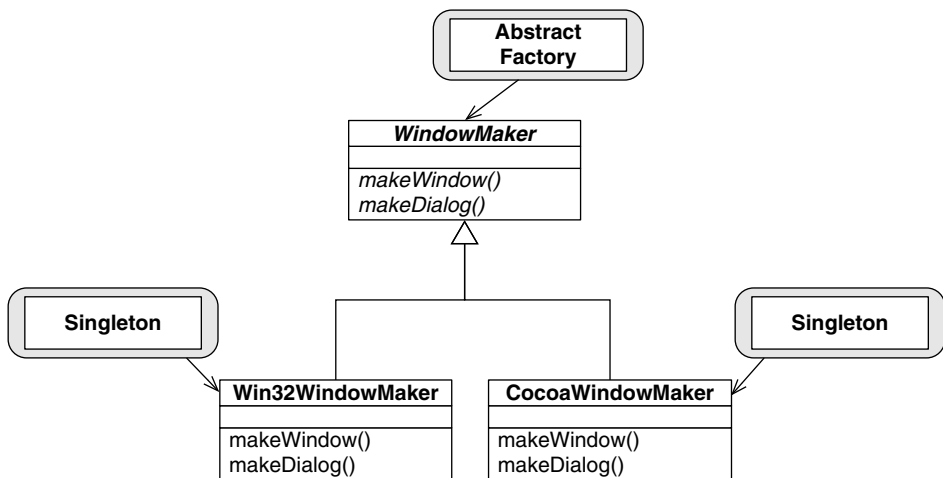 Abstract
Factory
WindowMaker
makeWindow()
makeDialog()
Singleton
Singleton
Win32WindowMaker
makeWindow()
makeDialog()
CocoaWindowMaker
makeWindow()
makeDialog()